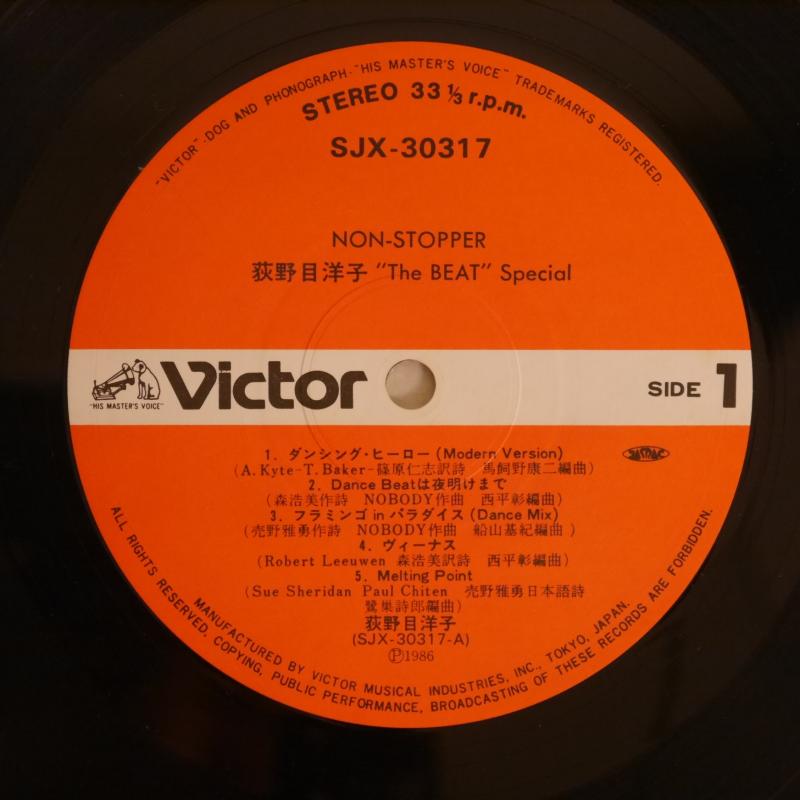 "VICTOR"-DOG AND PHONOGRAPH-"HIS MASTER'S VOICE" TRADEMARKS REGISTERED.
STEREO 33 1/3 r.p.m.
SJX-30317
NON-STOPPER
荻野目洋子 "The BEAT" Special
"HIS MASTER'S VOICE"
Victor
SIDE 1
1. ダンシング・ヒーロー (Modern Version)
(A. Kyte-T. Baker-篠原仁志訳詩 馬飼野康二編曲)
JASRAC
2. Dance Beatは夜明けまで
(森浩美作詩 NOBODY作曲 西平彰編曲)
3. フラミンゴ in パラダイス (Dance Mix)
(売野雅勇作詩 NOBODY作曲 船山基紀編曲)
4. ヴィーナス
(Robert Leeuwen 森浩美訳詩 西平彰編曲)
5. Melting Point
(Sue Sheridan Paul Chiten 売野雅勇日本語詩
鷺巣詩郎編曲)
荻野目洋子
(SJX-30317-A)
Ⓟ1986
MANUFACTURED BY VICTOR MUSICAL INDUSTRIES, INC., TOKYO, JAPAN.
ALL RIGHTS RESERVED, COPYING, PUBLIC PERFORMANCE, BROADCASTING OF THESE RECORDS ARE FORBIDDEN.